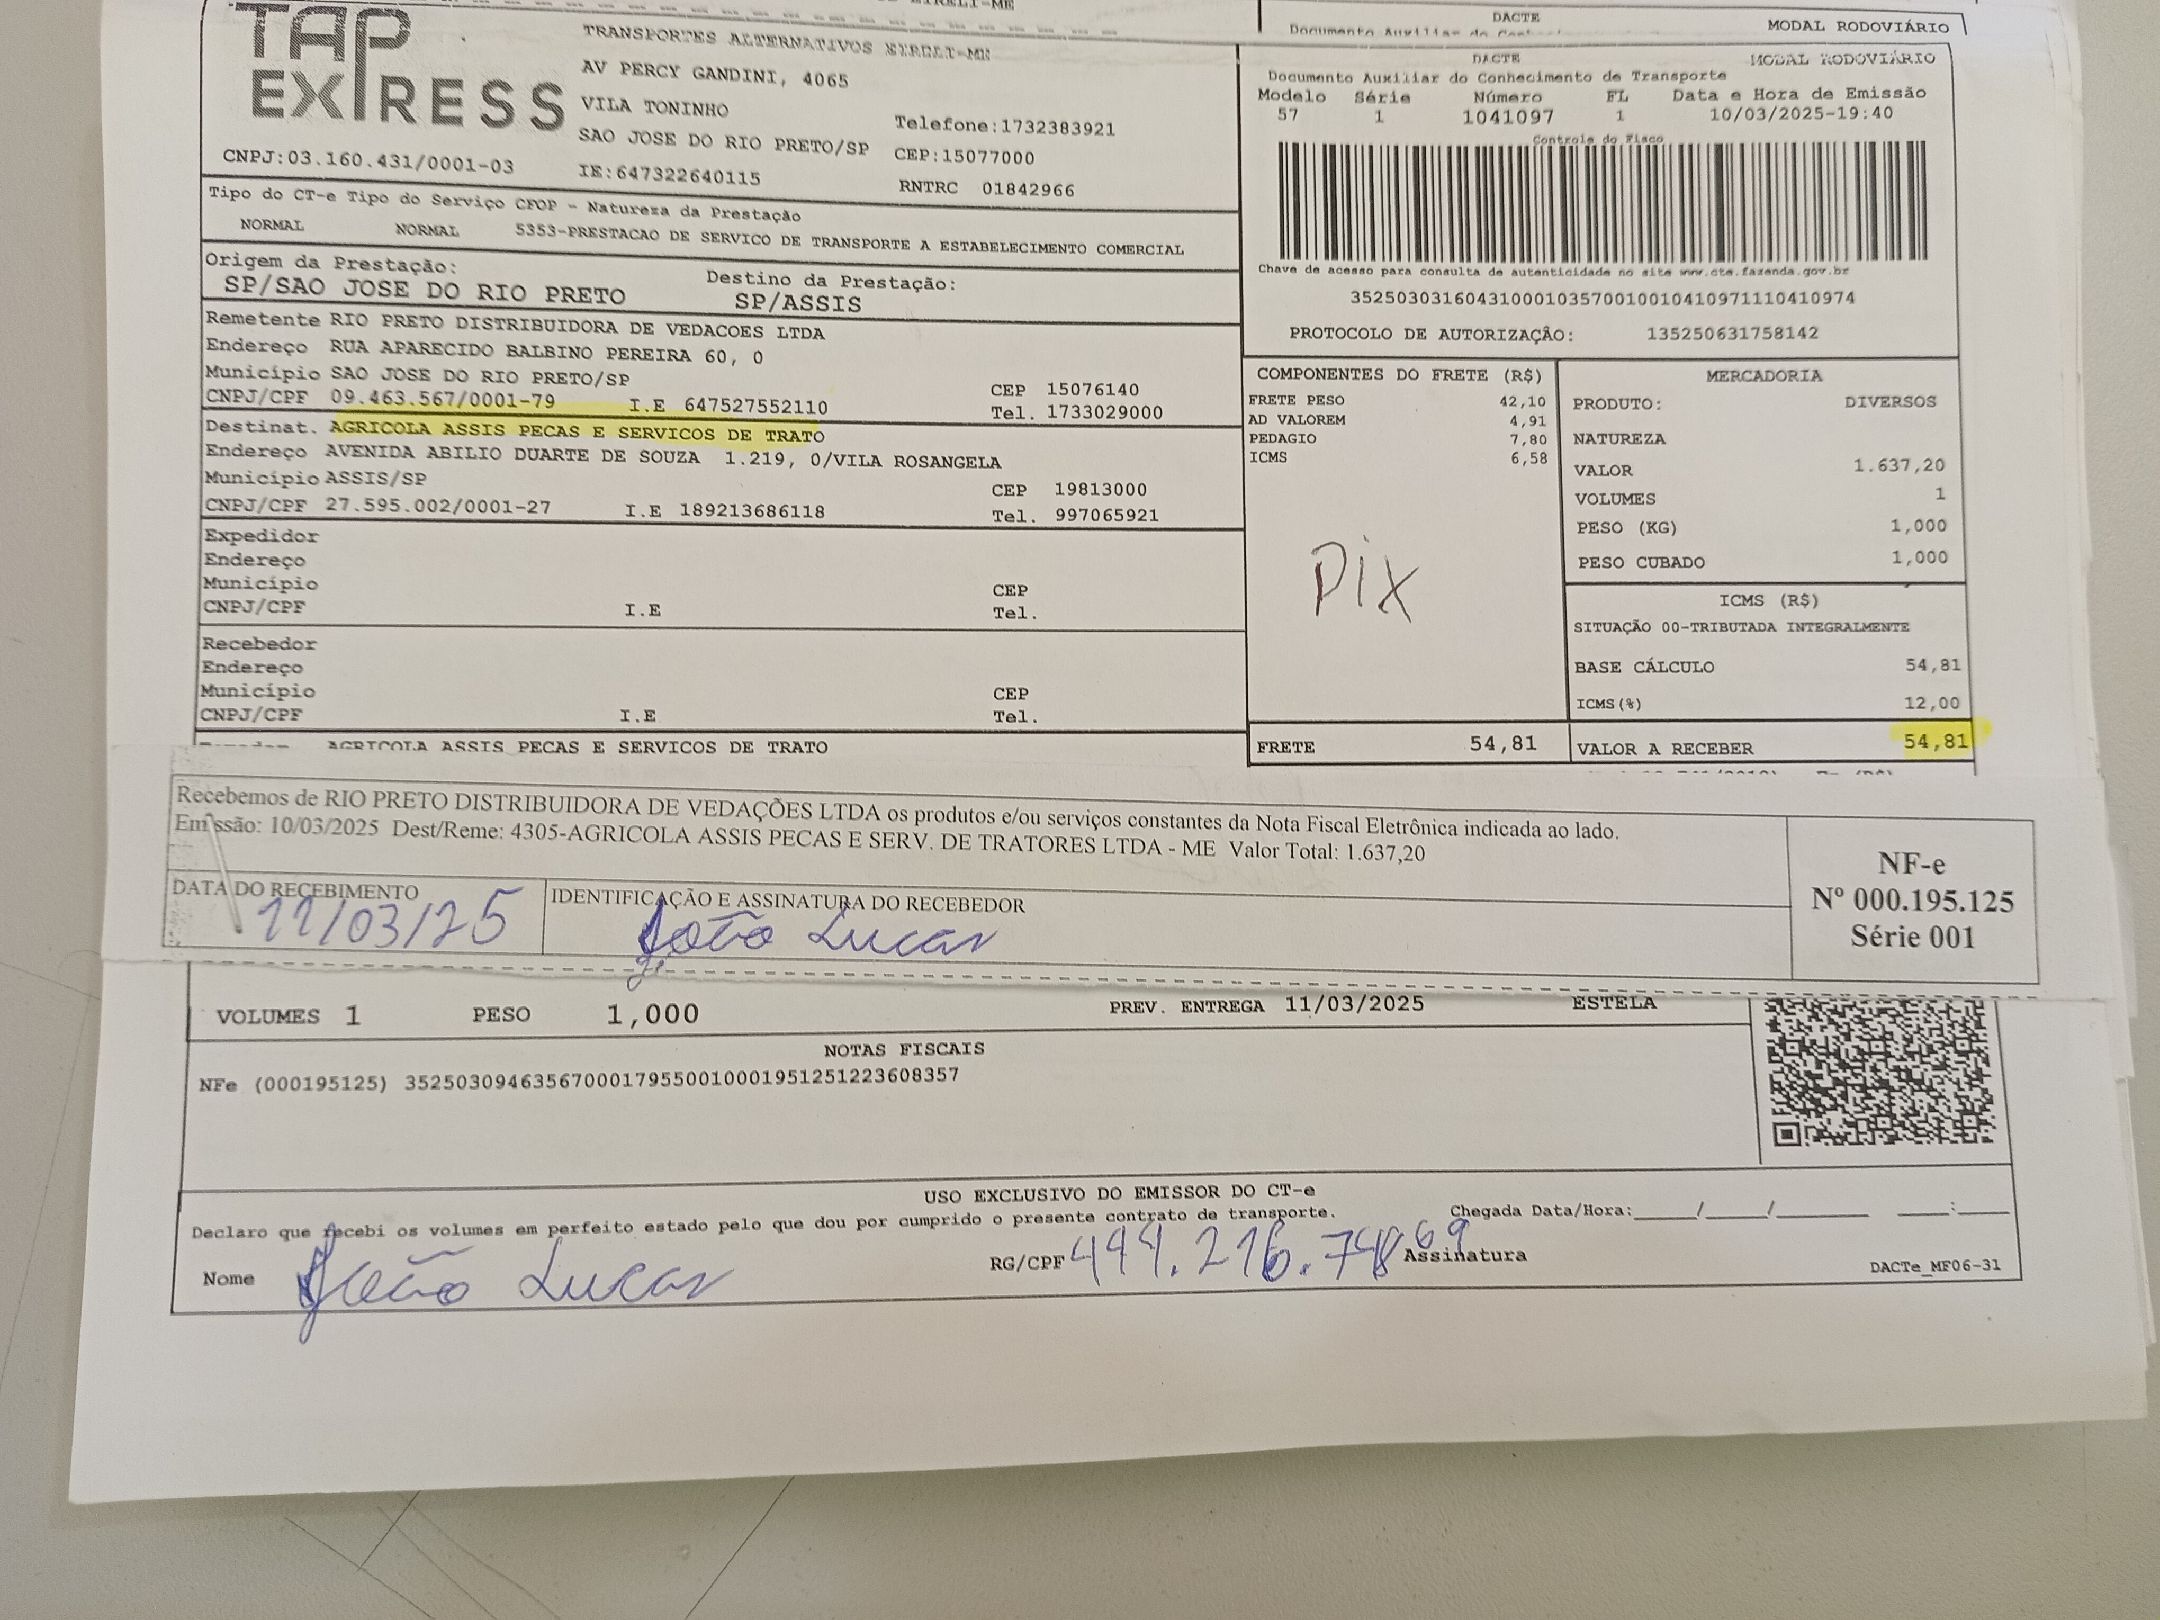 DACTE
MODAL RODOVIÁRIO
TAP EXPRESS
TRANSPORTES ALTERNATIVOS EIRELI-ME
AV PERCY GANDINI, 4065
VILA TONINHO
SAO JOSE DO RIO PRETO/SP
IE:647322640115
Telefone:1732383921
CEP:15077000
RNTRC 01842966
CNPJ:03.160.431/0001-03
DACTE
MODAL RODOVIÁRIO
Documento Auxiliar do Conhecimento de Transporte
Modelo Série Número FL Data e Hora de Emissão
57 1 1041097 1 10/03/2025-19:40
Controle do Fisco
Chave de acesso para consulta de autenticidade no site www.cte.fazenda.gov.br
35250303160431000103570010010410971110410974
PROTOCOLO DE AUTORIZAÇÃO: 135250631758142
Tipo do CT-e Tipo do Serviço CFOP - Natureza da Prestação
NORMAL NORMAL 5353-PRESTACAO DE SERVICO DE TRANSPORTE A ESTABELECIMENTO COMERCIAL
Origem da Prestação: Destino da Prestação:
SP/SAO JOSE DO RIO PRETO SP/ASSIS
Remetente RIO PRETO DISTRIBUIDORA DE VEDACOES LTDA
Endereço RUA APARECIDO BALBINO PEREIRA 60, 0
Município SAO JOSE DO RIO PRETO/SP CEP 15076140
CNPJ/CPF 09.463.567/0001-79 I.E 647527552110 Tel. 1733029000
Destinat. AGRICOLA ASSIS PECAS E SERVICOS DE TRATO
Endereço AVENIDA ABILIO DUARTE DE SOUZA 1.219, 0/VILA ROSANGELA
Município ASSIS/SP CEP 19813000
CNPJ/CPF 27.595.002/0001-27 I.E 189213686118 Tel. 997065921
Expedidor
Endereço
Município CEP
CNPJ/CPF I.E Tel.
Recebedor
Endereço
Município CEP
CNPJ/CPF I.E Tel.
AGRICOLA ASSIS PECAS E SERVICOS DE TRATO
COMPONENTES DO FRETE (R$)
FRETE PESO 42,10
AD VALOREM 4,91
PEDAGIO 7,80
ICMS 6,58
PIX
FRETE 54,81
MERCADORIA
PRODUTO: DIVERSOS
NATUREZA
VALOR 1.637,20
VOLUMES 1
PESO (KG) 1,000
PESO CUBADO 1,000
ICMS (R$)
SITUAÇÃO 00-TRIBUTADA INTEGRALMENTE
BASE CÁLCULO 54,81
ICMS(%) 12,00
VALOR A RECEBER 54,81
Recebemos de RIO PRETO DISTRIBUIDORA DE VEDAÇÕES LTDA os produtos e/ou serviços constantes da Nota Fiscal Eletrônica indicada ao lado.
Emissão: 10/03/2025 Dest/Reme: 4305-AGRICOLA ASSIS PECAS E SERV. DE TRATORES LTDA - ME Valor Total: 1.637,20
DATA DO RECEBIMENTO
11/03/25
IDENTIFICAÇÃO E ASSINATURA DO RECEBEDOR
João Lucas
NF-e
Nº 000.195.125
Série 001
VOLUMES 1 PESO 1,000 PREV. ENTREGA 11/03/2025 ESTELA
NOTAS FISCAIS
NFe (000195125) 35250309463567000179550010001951251223608357
USO EXCLUSIVO DO EMISSOR DO CT-e
Declaro que recebi os volumes em perfeito estado pelo que dou por cumprido o presente contrato de transporte. Chegada Data/Hora:_____/_____/________ ____:____
Nome João Lucas RG/CPF Assinatura
DACTe_MF06-31